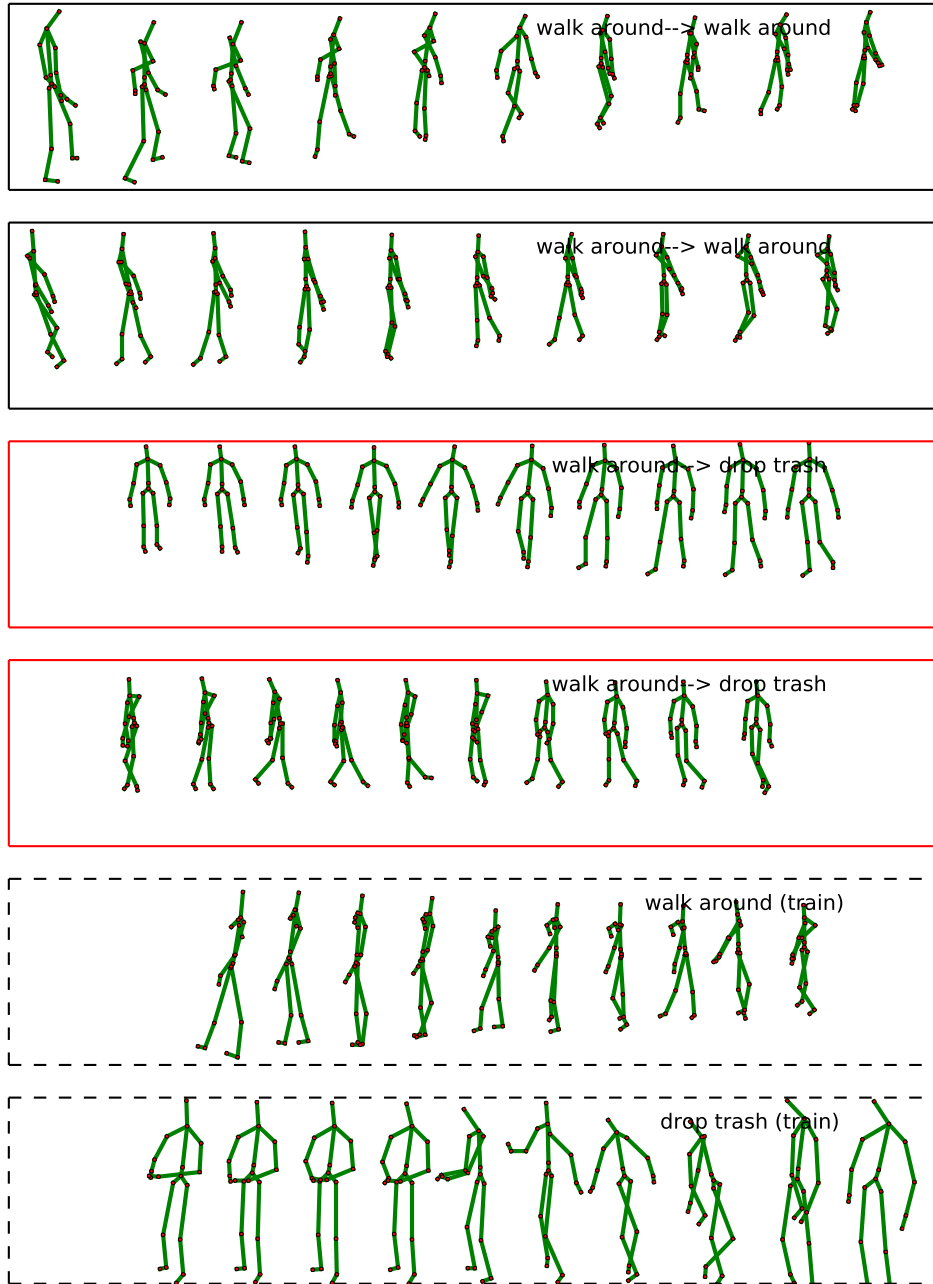 walk around--> walk around
walk around--> walk around
walk around--> drop trash
walk around--> drop trash
walk around (train)
drop trash (train)